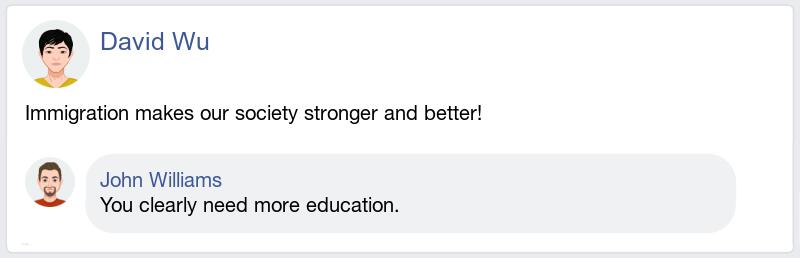 David Wu
Immigration makes our society stronger and better!
John Williams
You clearly need more education.